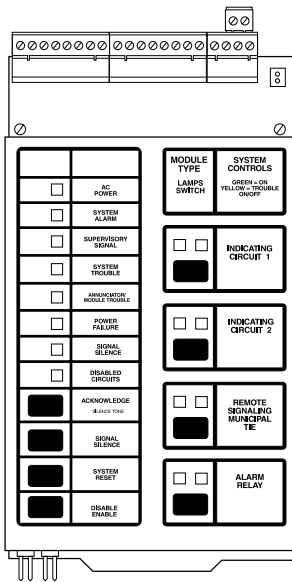 AC
POWER
SYSTEM
ALARM
SUPERVISORY
SIGNAL
SYSTEM
TROUBLE
ANNUNCIATOR/
MODULE TROUBLE
POWER
FAILURE
SIGNAL
SILENCE
DISABLED
CIRCUITS
ACKNOWLEDGE
SILENCE TONE
SIGNAL
SILENCE
SYSTEM
RESET
DISABLE
ENABLE
MODULE
TYPE
LAMPS
SWITCH
SYSTEM
CONTROLS
GREEN = ON
YELLOW = TROUBLE
ON/OFF
INDICATING
CIRCUIT 1
INDICATING
CIRCUIT 2
REMOTE
SIGNALING
MUNICIPAL
TIE
ALARM
RELAY